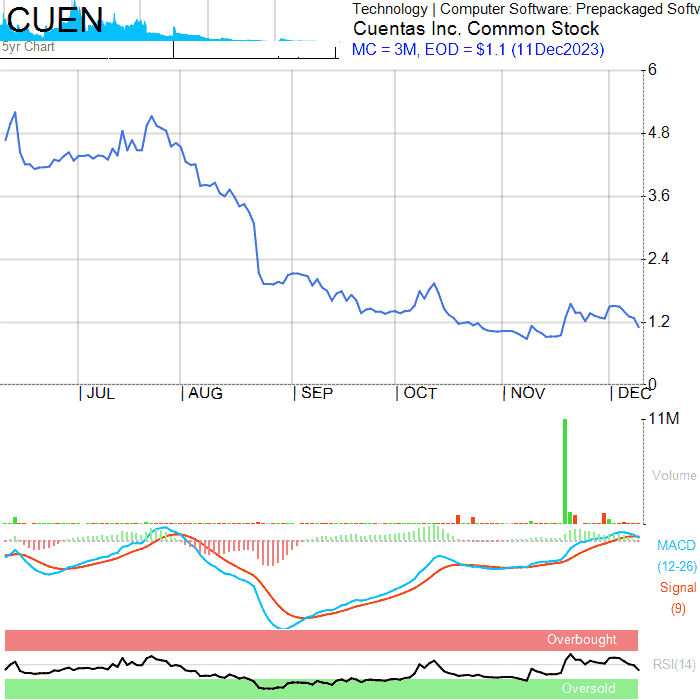 CUEN
5yr Chart
Technology | Computer Software: Prepackaged Softw
Cuentas Inc. Common Stock
MC = 3M, EOD = $1.1 (11Dec2023)
6
4.8
3.6
2.4
1.2
0
JUL
AUG
SEP
OCT
NOV
DEC
11M
Volume
MACD
(12-26)
Signal
(9)
Overbought
RSI(14)
Oversold